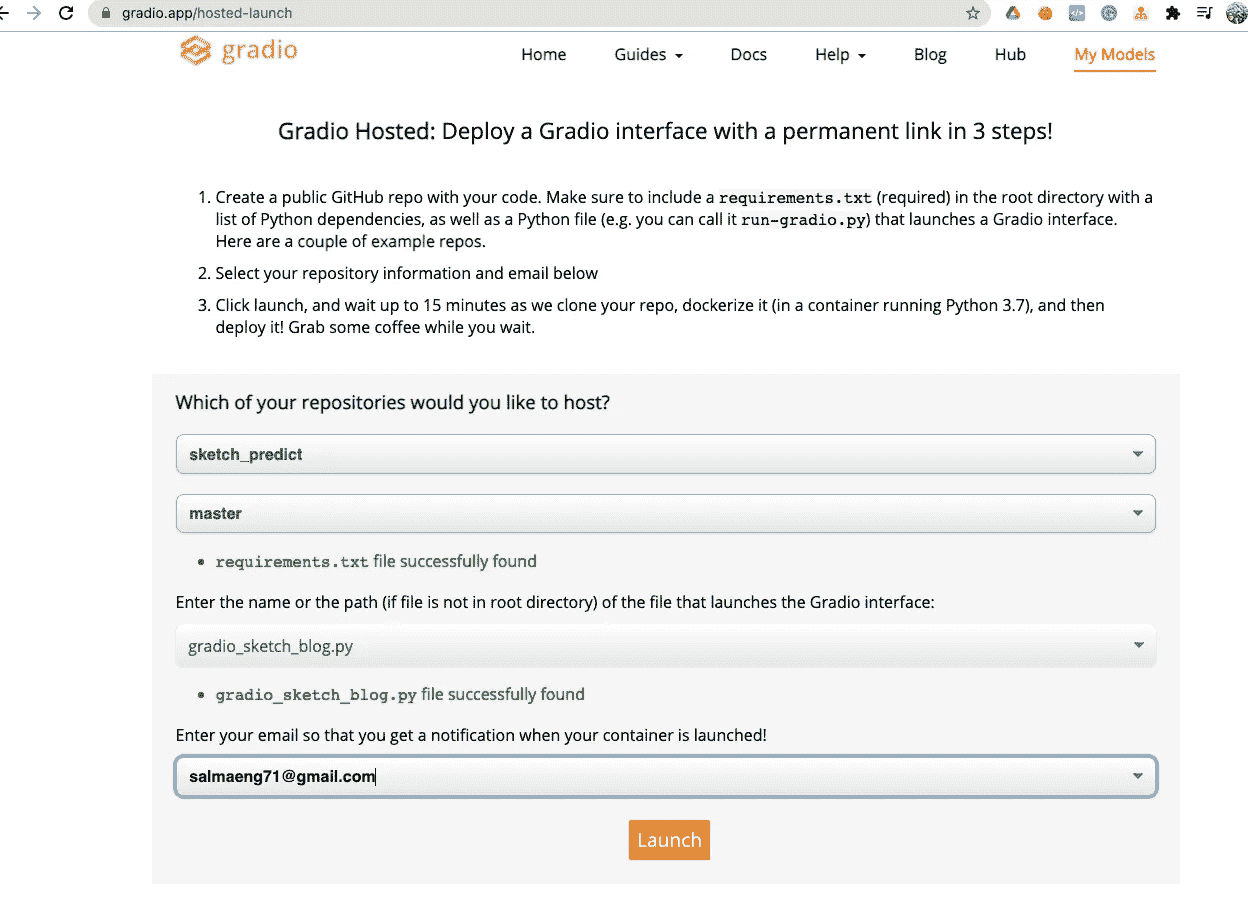 gradio.app/hosted-launch
gradio
Home Guides Docs Help Blog Hub My Models
Gradio Hosted: Deploy a Gradio interface with a permanent link in 3 steps!
1. Create a public GitHub repo with your code. Make sure to include a requirements.txt (required) in the root directory with a
list of Python dependencies, as well as a Python file (e.g. you can call it run-gradio.py) that launches a Gradio interface.
Here are a couple of example repos.
2. Select your repository information and email below
3. Click launch, and wait up to 15 minutes as we clone your repo, dockerize it (in a container running Python 3.7), and then
deploy it! Grab some coffee while you wait.
Which of your repositories would you like to host?
sketch_predict
master
• requirements.txt file successfully found
Enter the name or the path (if file is not in root directory) of the file that launches the Gradio interface:
gradio_sketch_blog.py
• gradio_sketch_blog.py file successfully found
Enter your email so that you get a notification when your container is launched!
salmaeng71@gmail.com
Launch